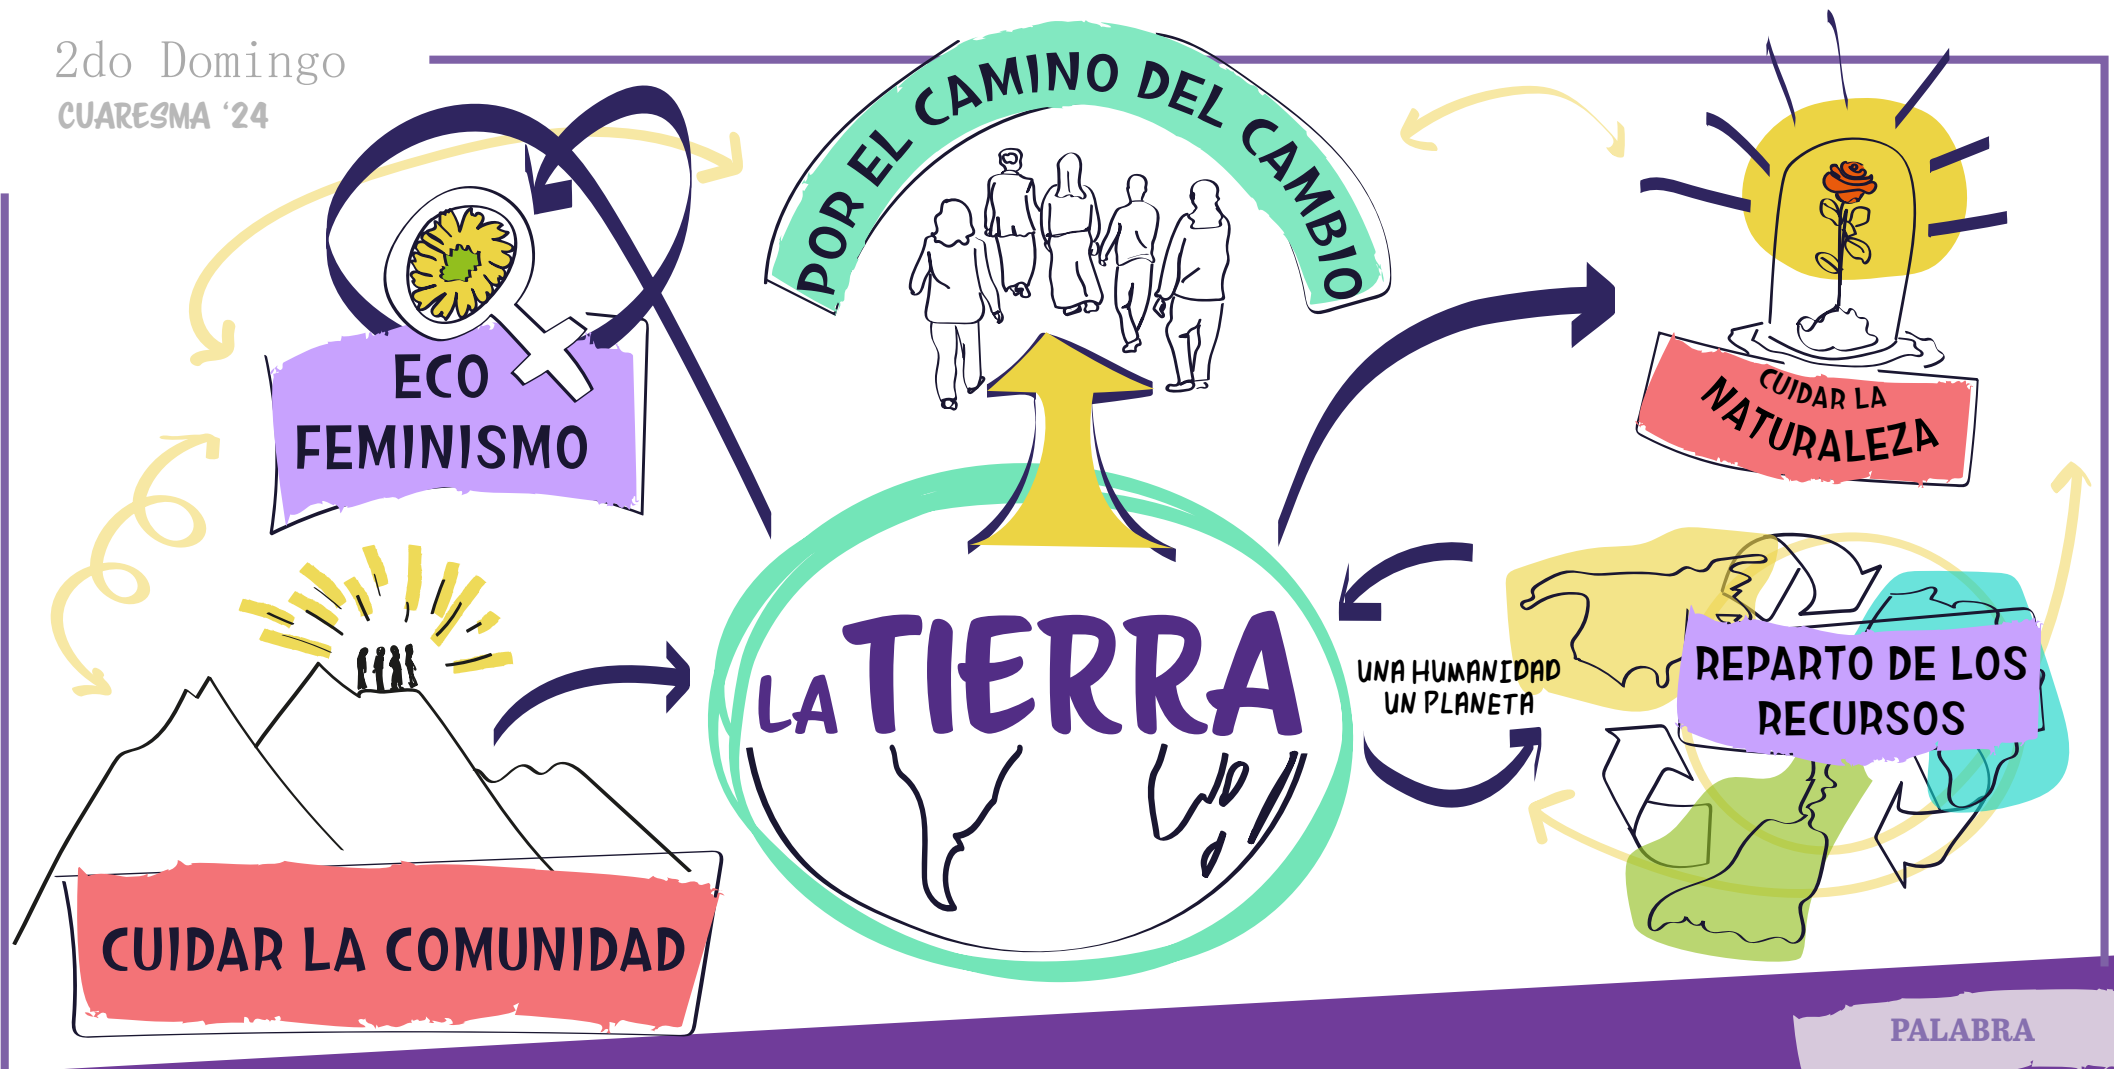 2do Domingo
CUARESMA ‘24
POR EL CAMINO DEL CAMBIO
ECO
FEMINISMO
CUIDAR LA
NATURALEZA
LA TIERRA
UNA HUMANIDAD
UN PLANETA
REPARTO DE LOS
RECURSOS
CUIDAR LA COMUNIDAD
PALABRA